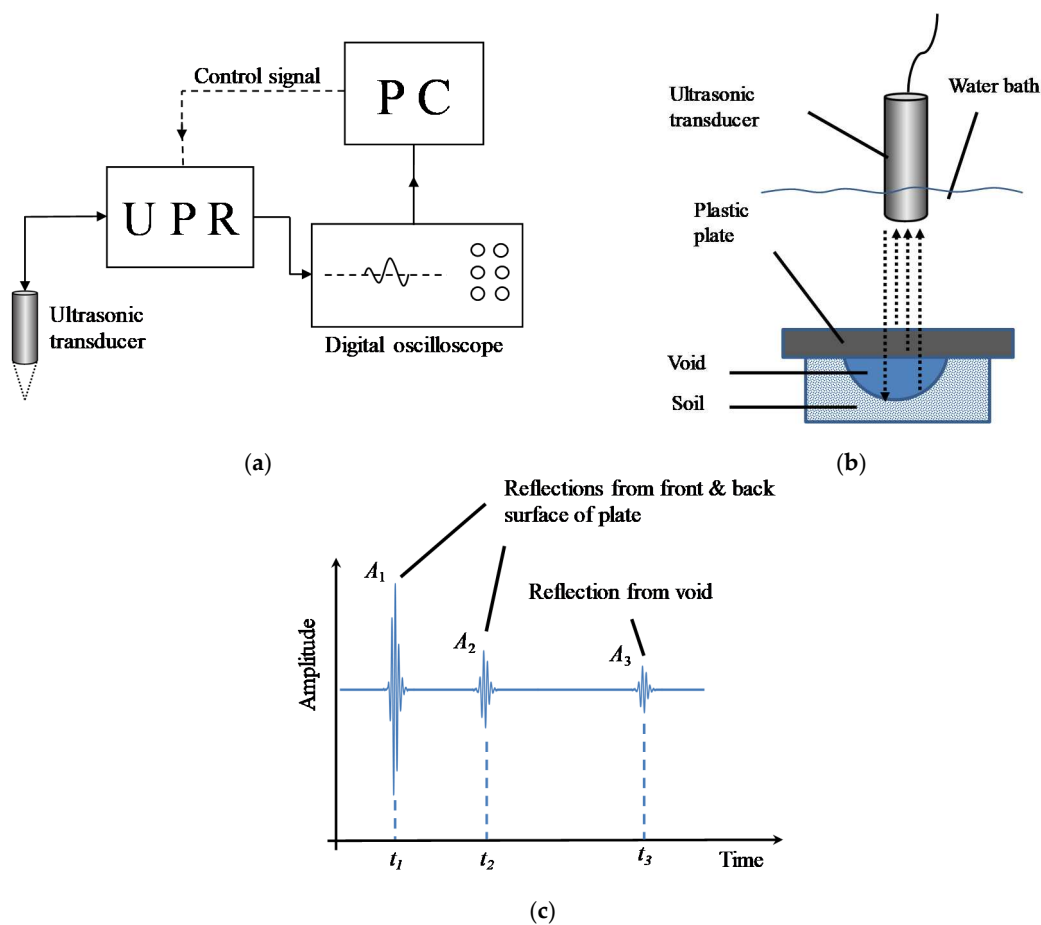 Control signal
P C
U P R
Ultrasonic
transducer
Digital oscilloscope
(a)
Ultrasonic
transducer
Water bath
Plastic
plate
Void
Soil
(b)
Reflections from front & back
surface of plate
A1
Reflection from void
A2
A3
Amplitude
t1
t2
t3
Time
(c)